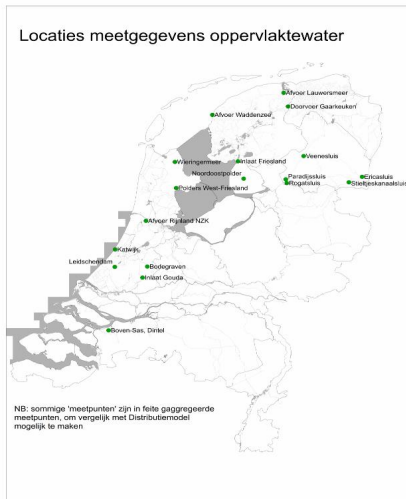 Locaties meetgegevens oppervlaktewater
Afvoer Lauwersmeer
Doorvoer Gaarkeuken
Afvoer Waddenzee
Veenesluis
Wieringermeer
Inlaat Friesland
Noordoostpolder
Paradijssluis
Rogatsluis
Ericasluis
Stieltjeskanaalsluis
Polders West-Friesland
Afvoer Rijnland NZK
Katwijk
Leidschendam
Bodegraven
Inlaat Gouda
Boven-Sas, Dintel
NB: sommige 'meetpunten' zijn in feite gaggregeerde
meetpunten, om vergelijk met Distributiemodel
mogelijk te maken